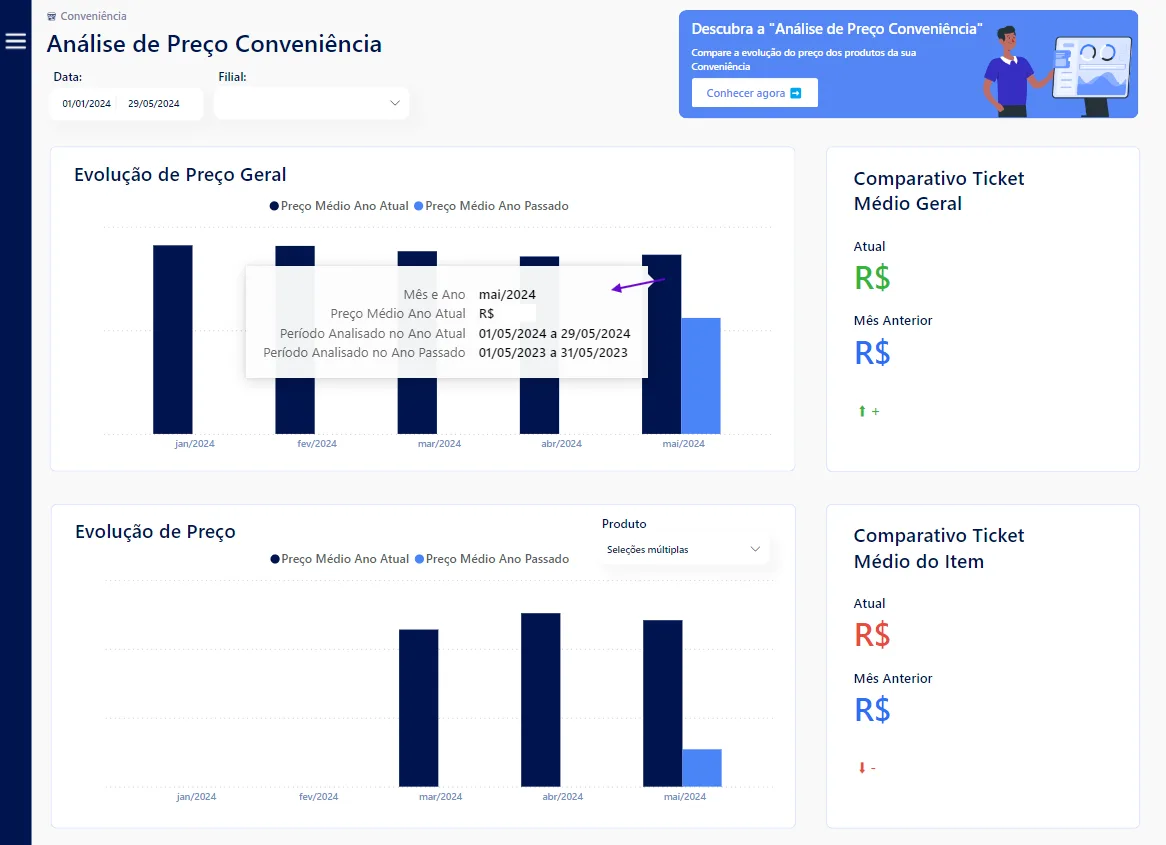 Conveniência
Análise de Preço Conveniência
Data:
Filial:
01/01/2024
29/05/2024
Descubra a "Análise de Preço Conveniência"
Compare a evolução do preço dos produtos da sua
Conveniência
Conhecer agora
Evolução de Preço Geral
Preço Médio Ano Atual
Preço Médio Ano Passado
Mês e Ano mai/2024
Preço Médio Ano Atual R$
Período Analisado no Ano Atual 01/05/2024 a 29/05/2024
Período Analisado no Ano Passado 01/05/2023 a 31/05/2023
jan/2024
fev/2024
mar/2024
abr/2024
mai/2024
Comparativo Ticket
Médio Geral
Atual
R$
Mês Anterior
R$
+
Evolução de Preço
Produto
Seleções múltiplas
Preço Médio Ano Atual
Preço Médio Ano Passado
jan/2024
fev/2024
mar/2024
abr/2024
mai/2024
Comparativo Ticket
Médio do Item
Atual
R$
Mês Anterior
R$
-